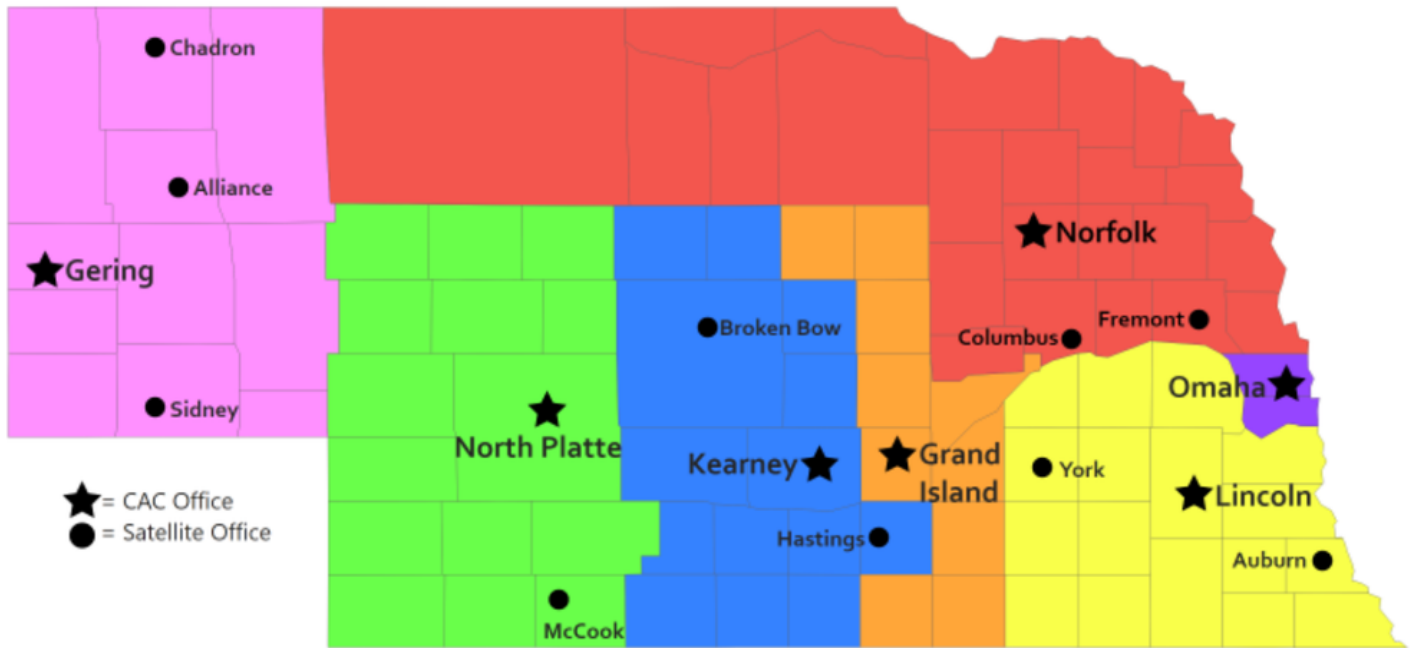 Chadron
Alliance
Gering
Norfolk
Broken Bow
Columbus
Fremont
Sidney
North Platte
Omaha
Kearney
Grand
Island
York
Lincoln
= CAC Office
= Satellite Office
Hastings
Auburn
McCook